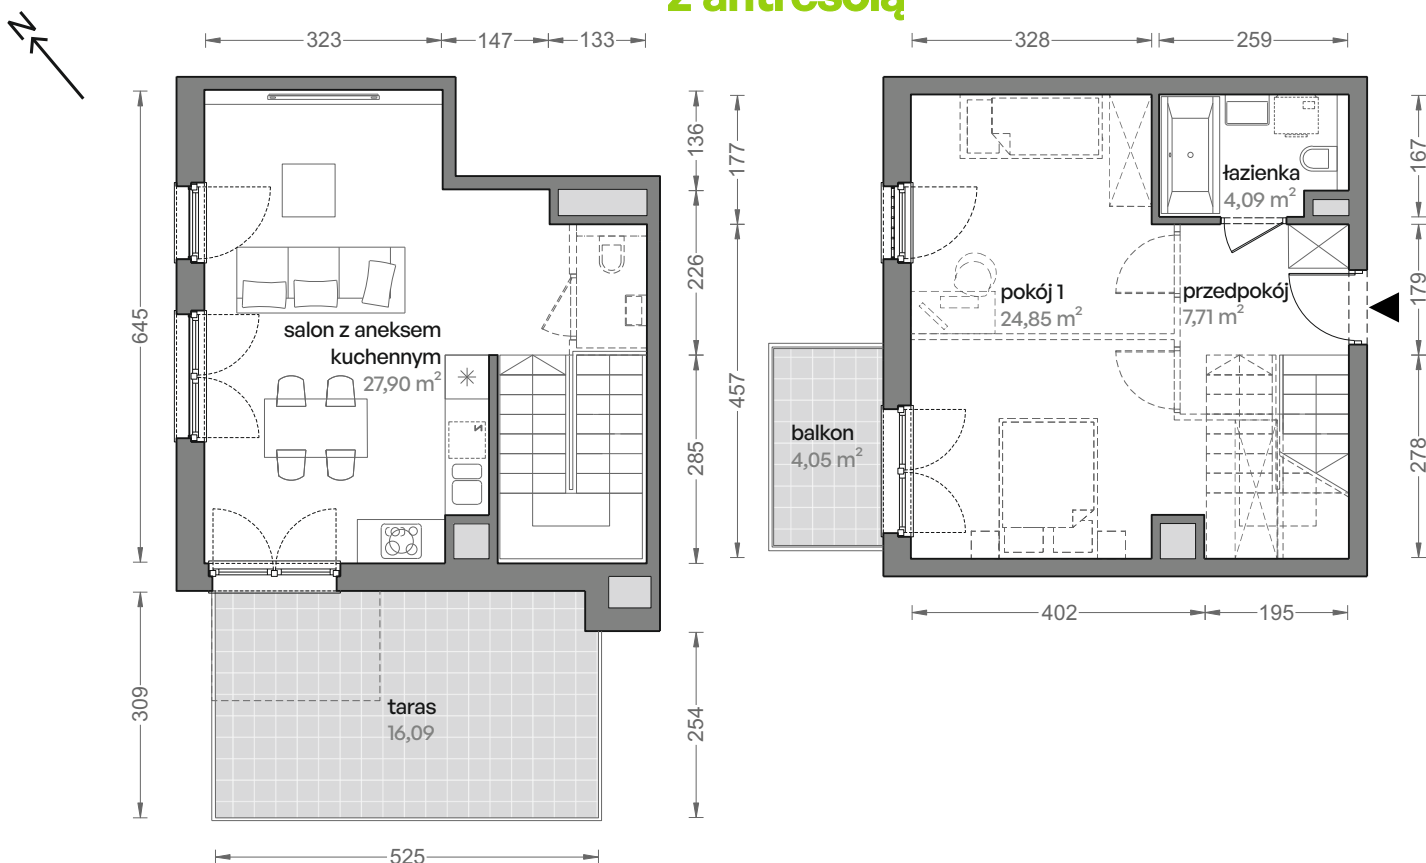 z antresolą
N
323
147
133
328
259
136
177
167
łazienka
4,09 m²
226
179
645
salon z aneksem
kuchennym
27,90 m²
pokój 1
24,85 m²
przedpokój
7,71 m²
457
balkon
4,05 m²
285
278
402
195
309
taras
16,09
254
525